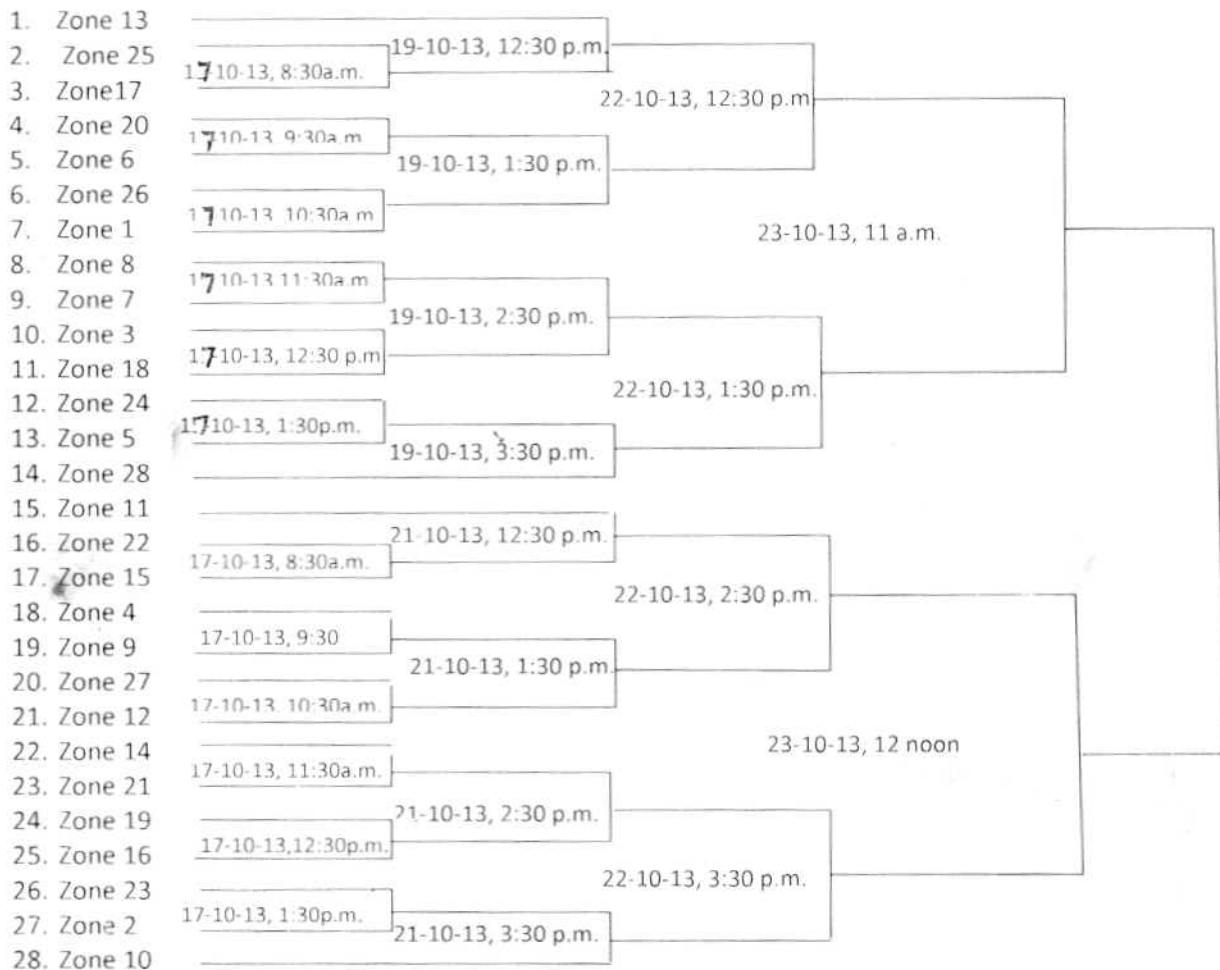 1. Zone 13
19-10-13, 12:30 p.m.
2. Zone 25
17-10-13, 8:30a.m.
3. Zone17
22-10-13, 12:30 p.m
4. Zone 20
17-10-13, 9:30a.m
5. Zone 6
19-10-13, 1:30 p.m.
6. Zone 26
17-10-13, 10:30a.m
7. Zone 1
23-10-13, 11 a.m.
8. Zone 8
17-10-13 11:30a.m
9. Zone 7
19-10-13, 2:30 p.m.
10. Zone 3
17-10-13, 12:30 p.m
11. Zone 18
22-10-13, 1:30 p.m.
12. Zone 24
17-10-13, 1:30p.m.
13. Zone 5
19-10-13, 3:30 p.m.
14. Zone 28
15. Zone 11
21-10-13, 12:30 p.m.
16. Zone 22
17-10-13, 8:30a.m.
17. Zone 15
22-10-13, 2:30 p.m.
18. Zone 4
17-10-13, 9:30
19. Zone 9
21-10-13, 1:30 p.m.
20. Zone 27
17-10-13, 10:30a.m.
21. Zone 12
23-10-13, 12 noon
22. Zone 14
17-10-13, 11:30a.m.
23. Zone 21
21-10-13, 2:30 p.m.
24. Zone 19
17-10-13,12:30p.m.
25. Zone 16
22-10-13, 3:30 p.m.
26. Zone 23
17-10-13, 1:30p.m.
27. Zone 2
21-10-13, 3:30 p.m.
28. Zone 10